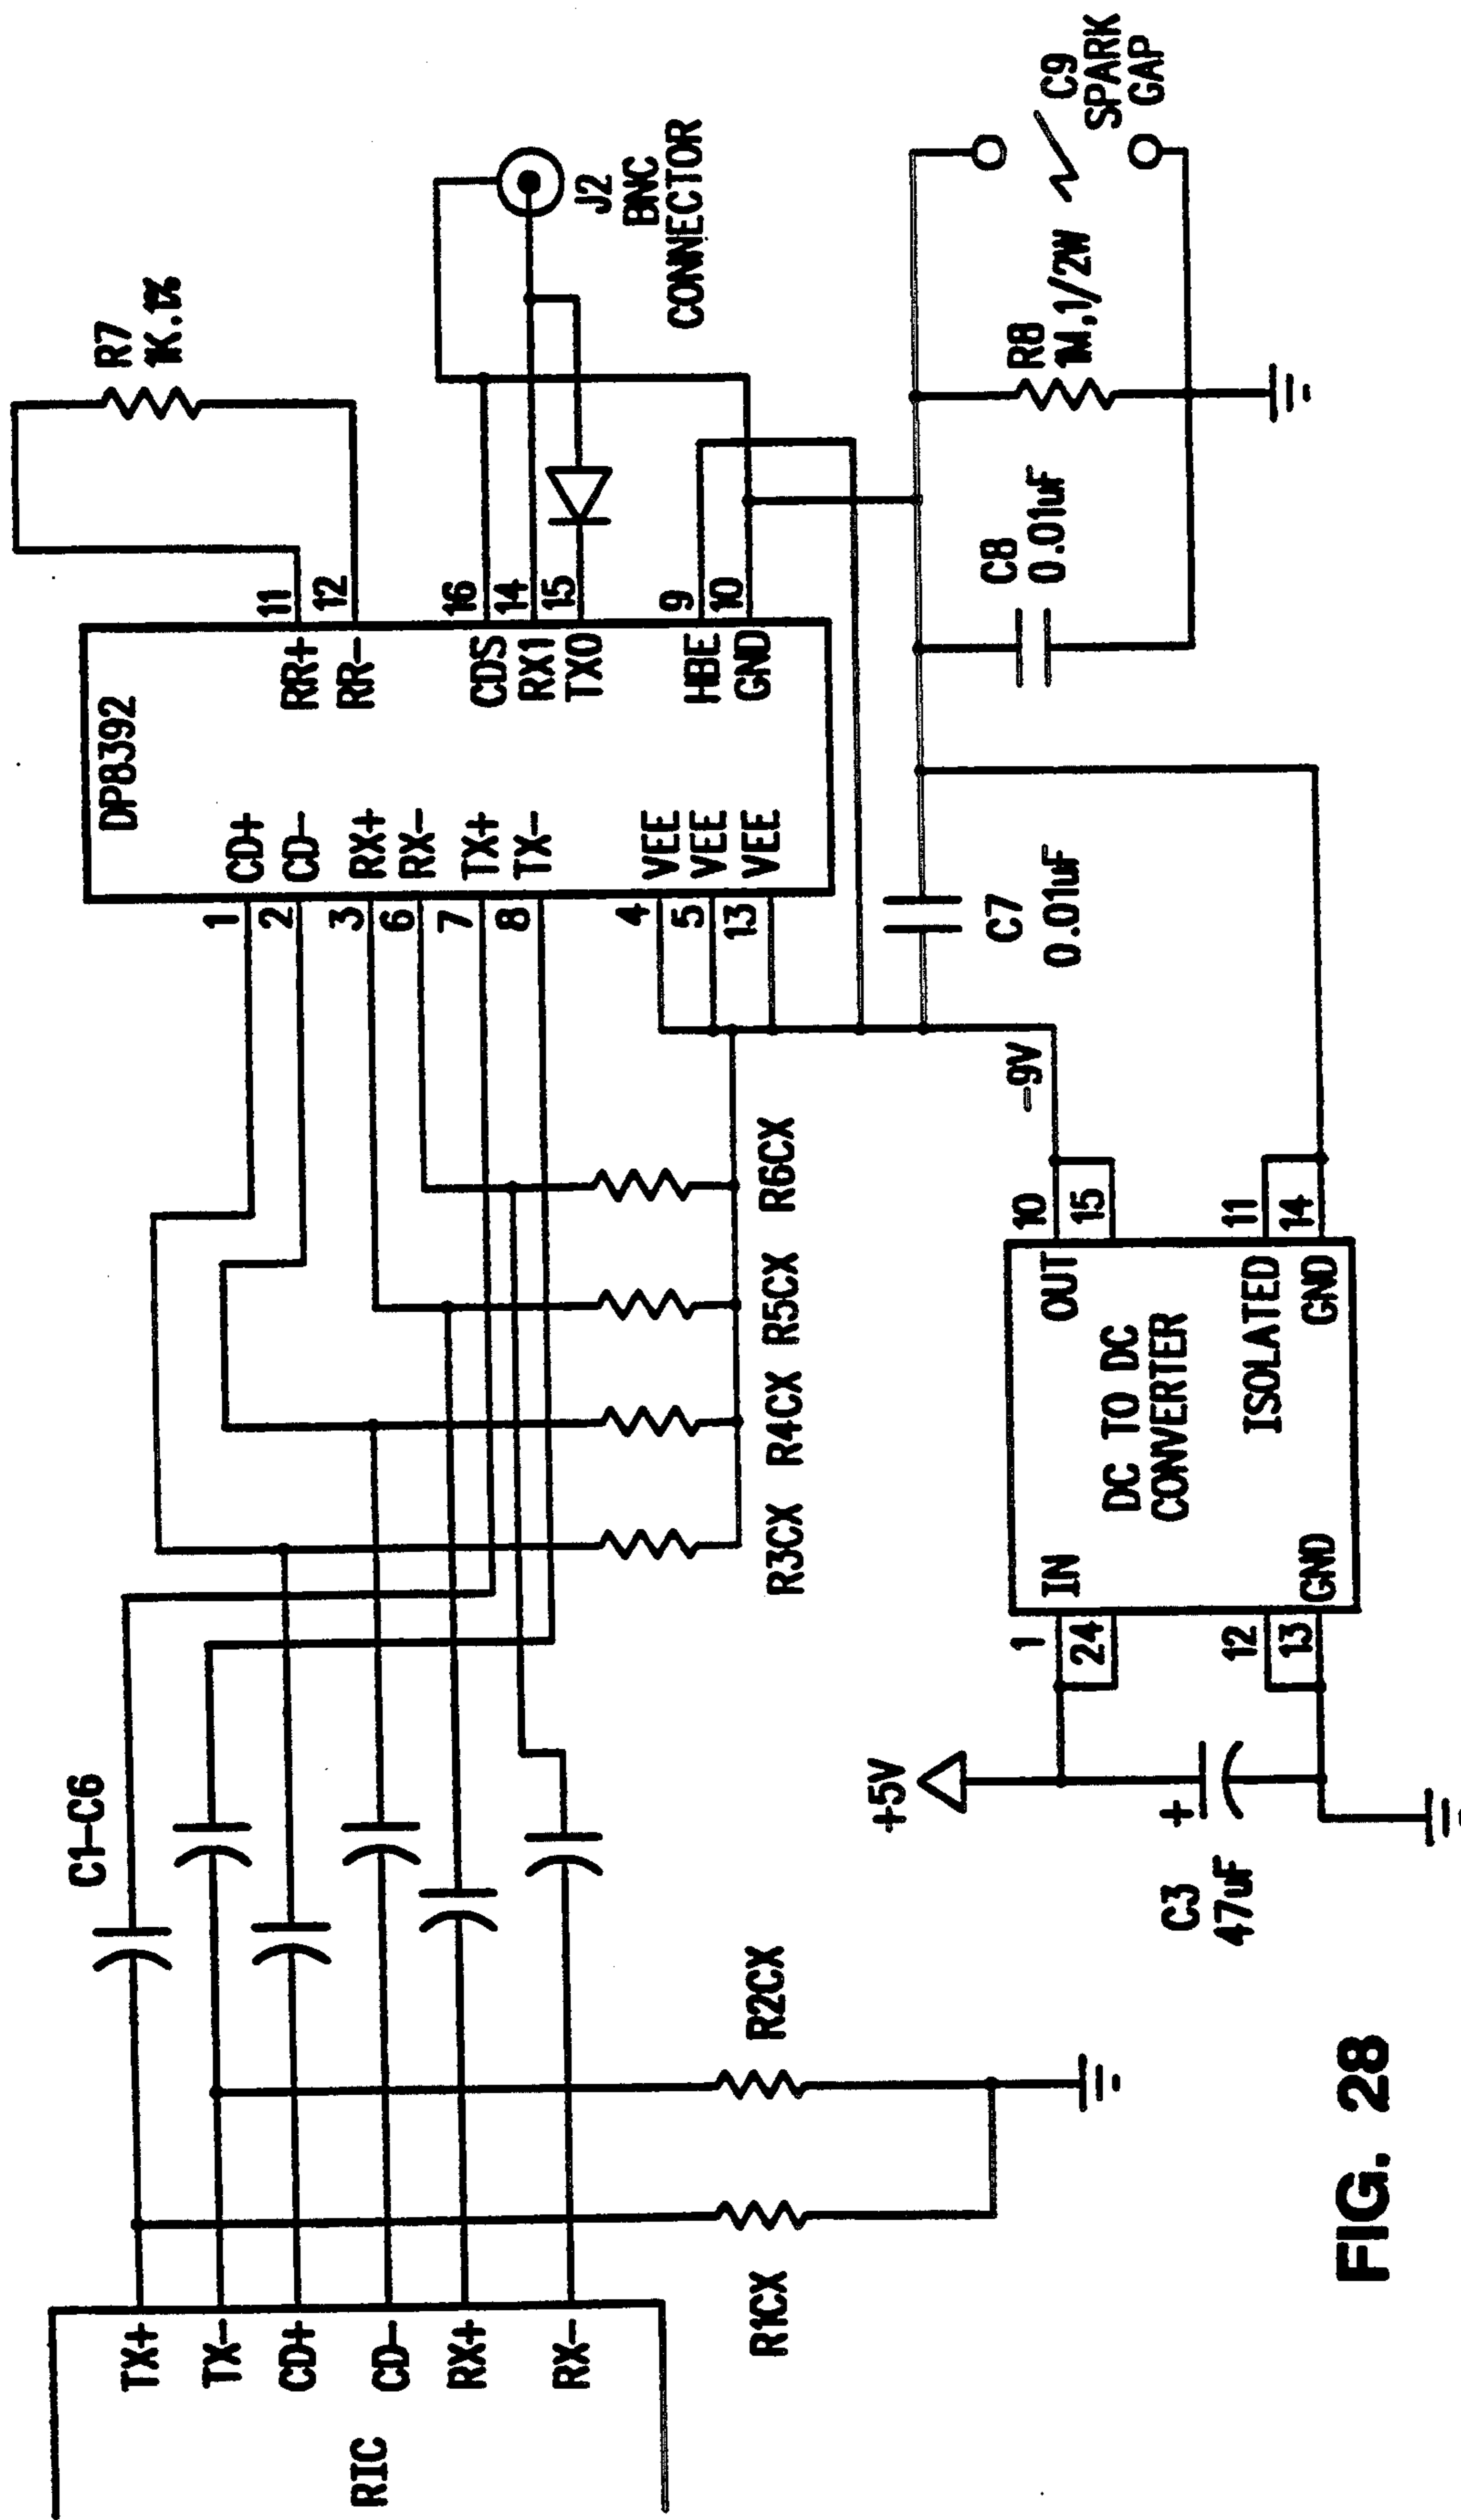 RIC
TX+
TX-
CD+
CD-
RX+
RX-
C1-C6
R1CX
R2CX
R3CX R4CX R5CX R6CX
DP8392
1
2
3
6
7
8
4
5
13
CD+
CD-
RX+
RX-
TX+
TX-
VEE
VEE
VEE
RR+
RR-
CDS
RX1
TX0
HBE
GND
11
12
16
14
15
9
10
R7
1K,1%
J2
BNC
CONNECTOR
+5V
+
C3
47uF
1
24
12
13
IN
GND
DC TO DC
CONVERTER
OUT
ISOLATED
GND
10
15
11
14
-9V
C7
0.01uF
C8
0.01uF
R8
1M,1/2W
C9
SPARK
GAP
FIG. 28